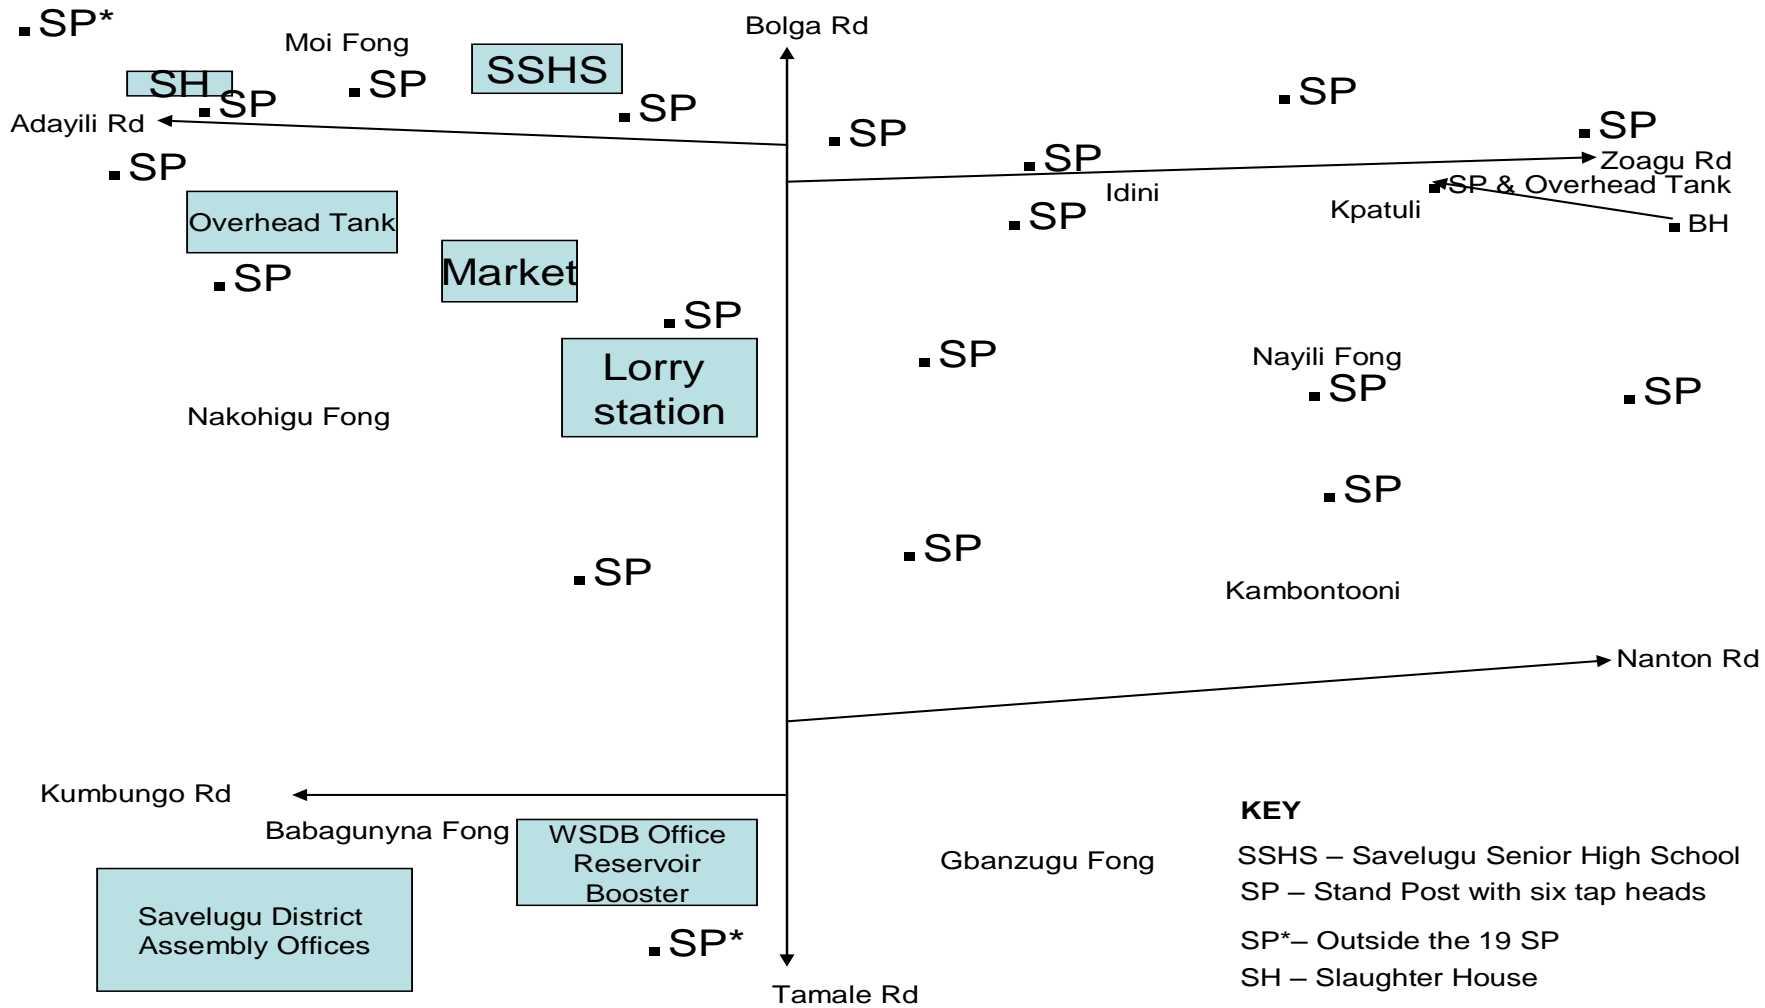 SP*
Moi Fong
SSHS
Bolga Rd
SH
SP
SP
SP
SP
Adayili Rd
SP
SP
SP
SP
Zoagu Rd
SP
Idini
SP & Overhead Tank
Kpatuli
Overhead Tank
SP
BH
Market
SP
SP
Lorry
station
SP
Nayili Fong
SP
SP
Nakohigu Fong
SP
SP
SP
Kambontooni
Nanton Rd
Kumbungo Rd
Babagunyna Fong
WSDB Office
Reservoir
Booster
Gbanzugu Fong
Savelugu District
Assembly Offices
SP*
Tamale Rd
KEY
SSHS – Savelugu Senior High School
SP – Stand Post with six tap heads
SP*– Outside the 19 SP
SH – Slaughter House